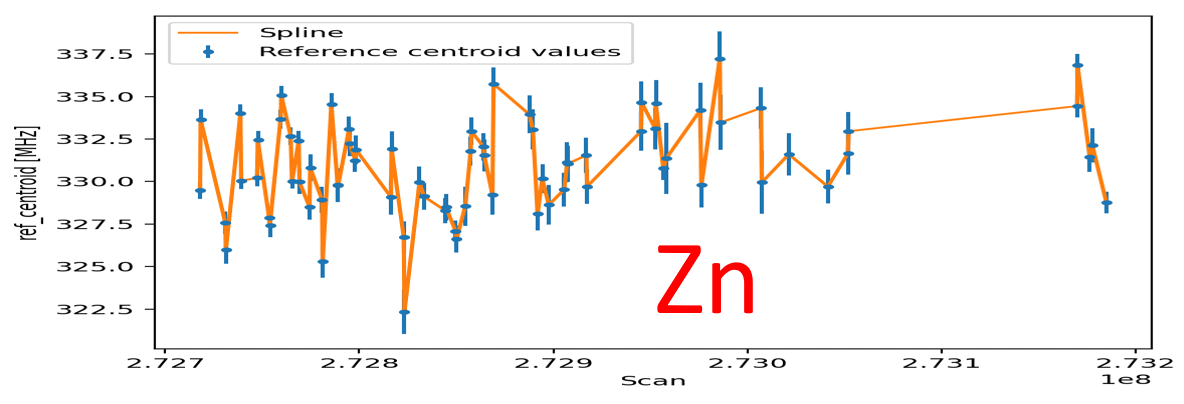 Spline
Reference centroid values
337.5
335.0
332.5
330.0
327.5
325.0
322.5
ref_centroid [MHz]
Zn
2.727 2.728 2.729 2.730 2.731 2.732
Scan
1e8